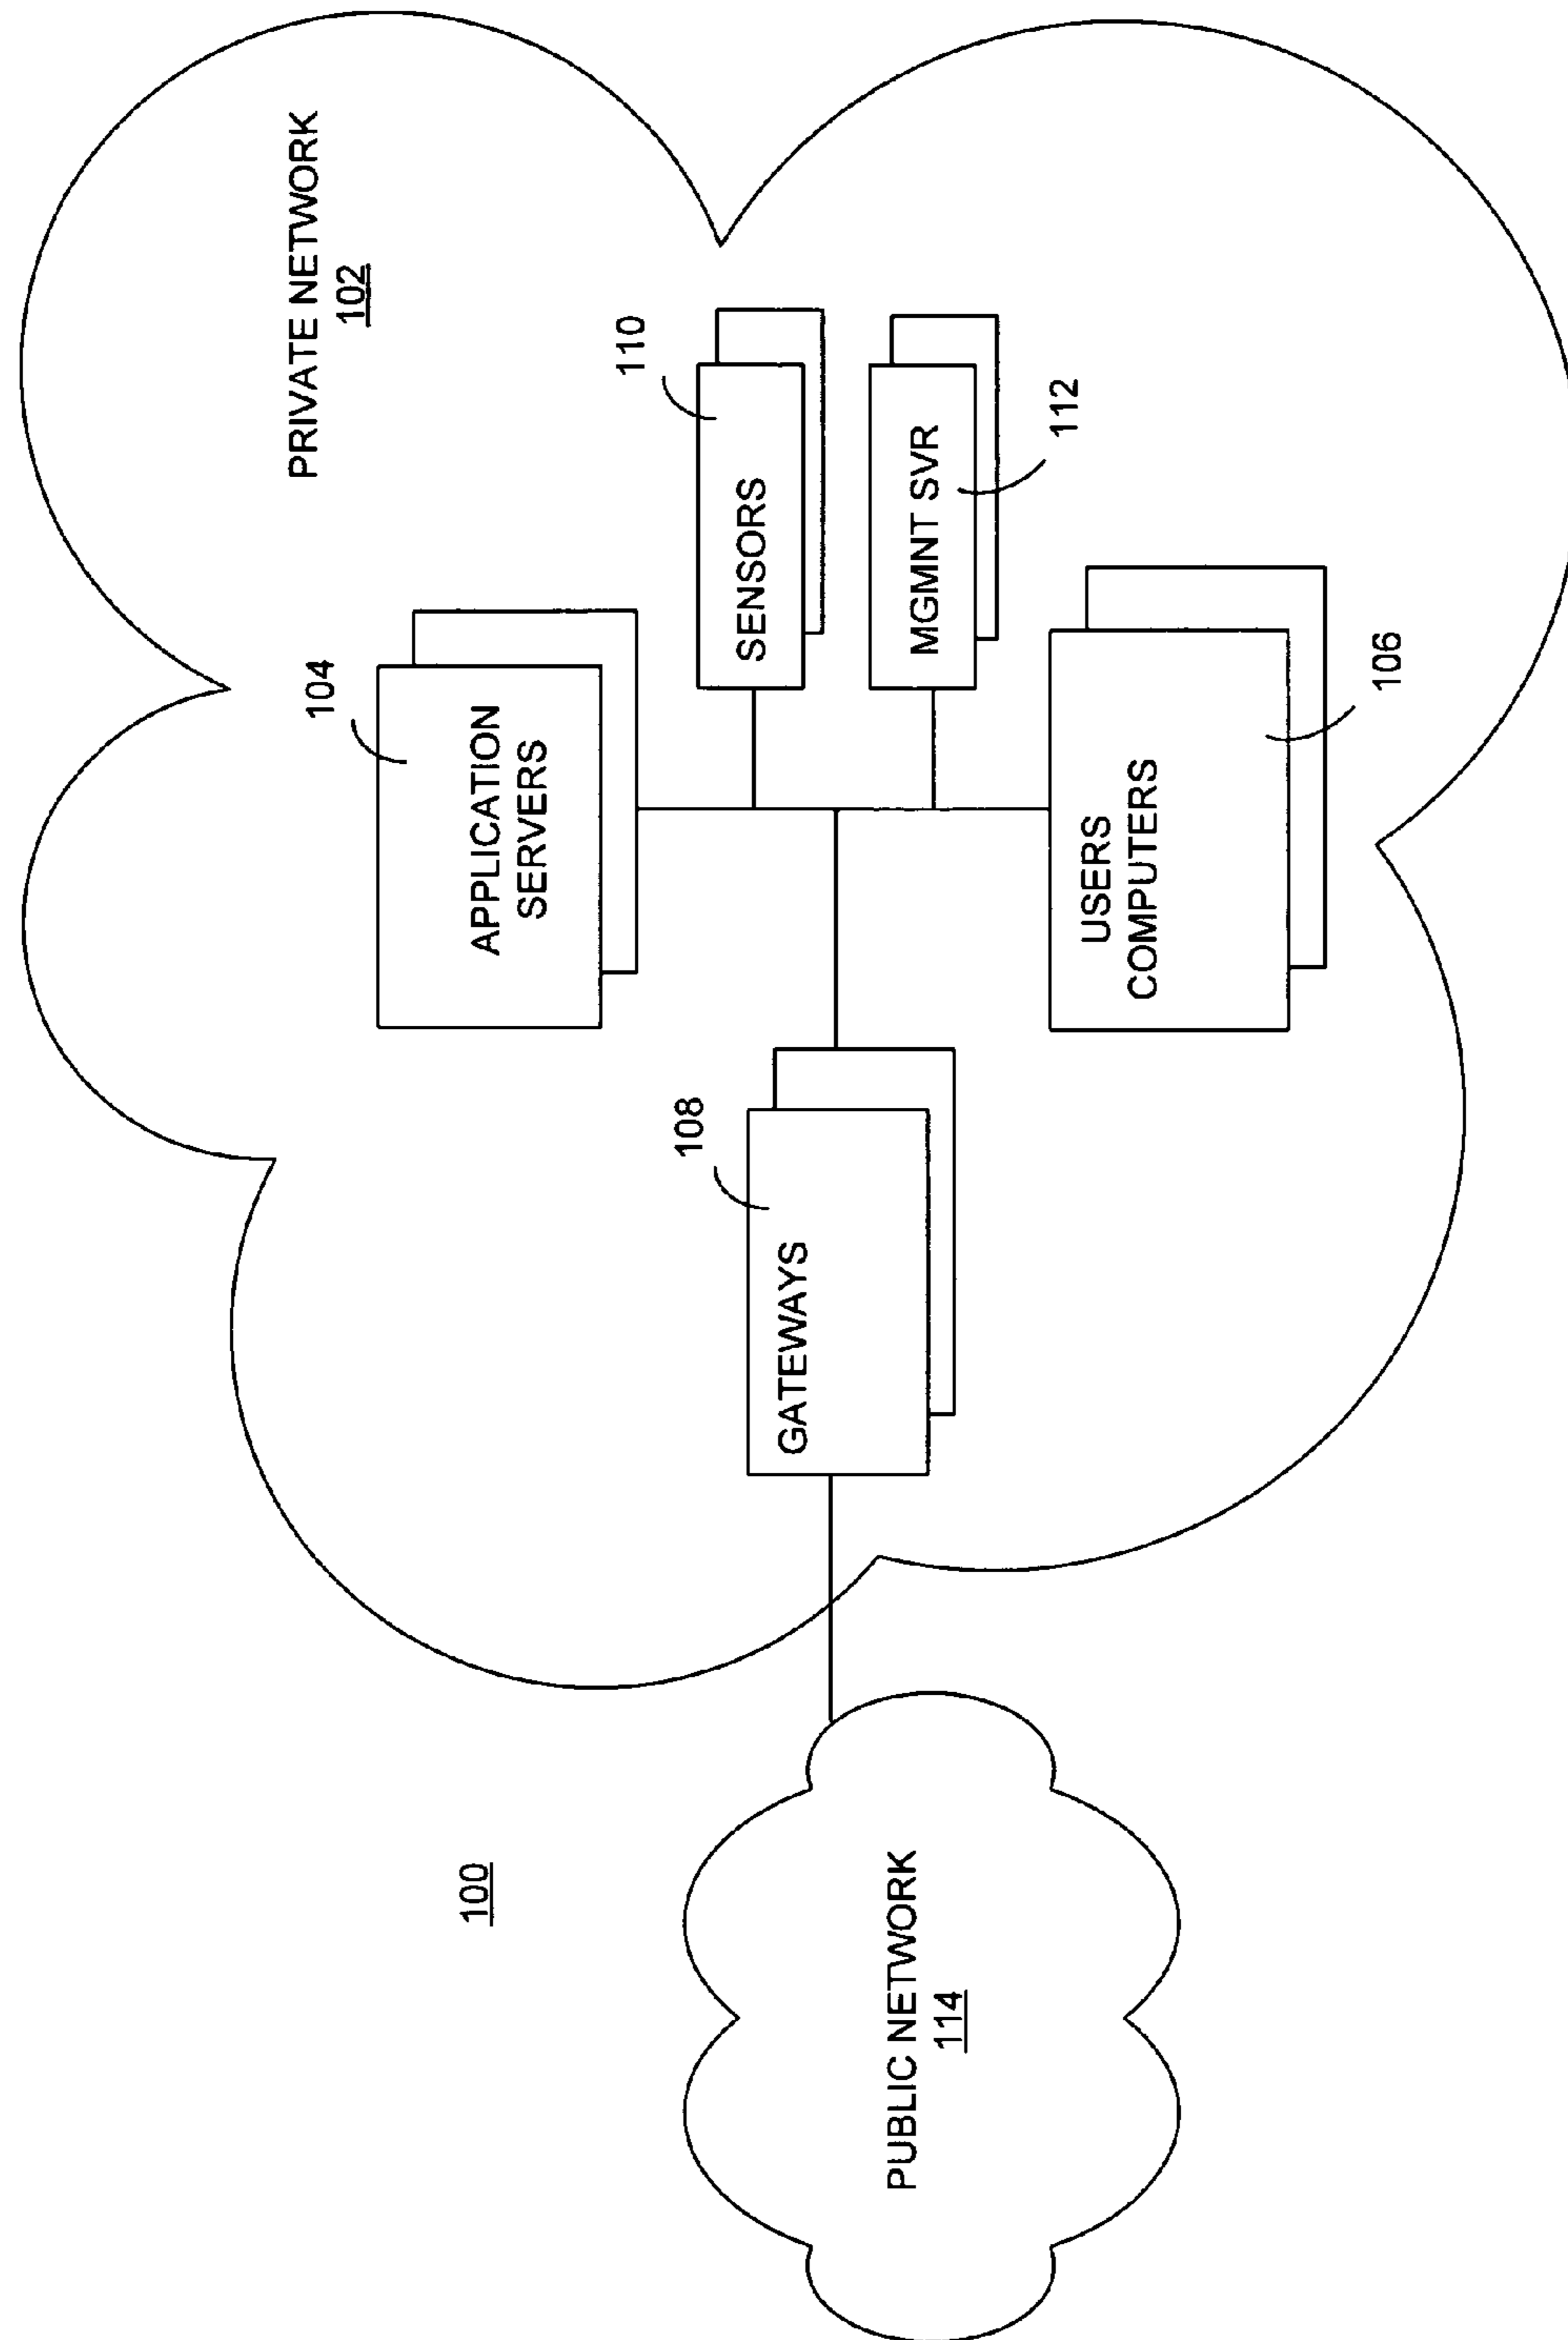 PRIVATE NETWORK
102
104
APPLICATION
SERVERS
110
SENSORS
100
108
GATEWAYS
MGMNT SVR
112
PUBLIC NETWORK
114
USERS
COMPUTERS
106